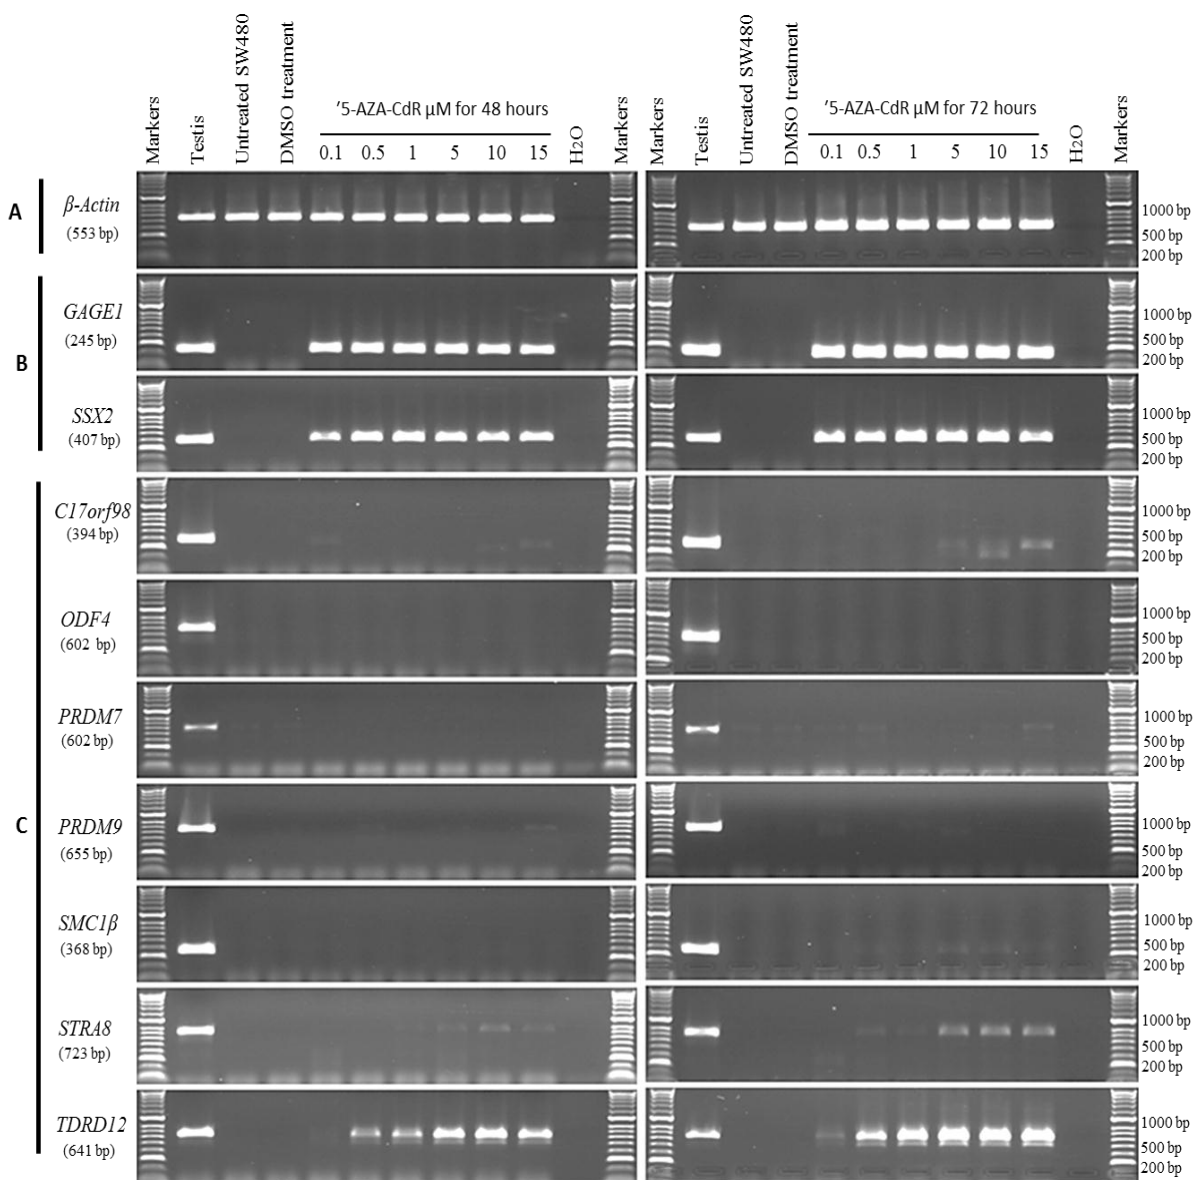 Markers
Testis
Untreated SW480
DMSO treatment
'5-AZA-CdR µM for 48 hours
0.1 0.5 1 5 10 15
H2O
Markers
Markers
Testis
Untreated SW480
DMSO treatment
'5-AZA-CdR µM for 72 hours
0.1 0.5 1 5 10 15
H2O
Markers
A
β-Actin
(553 bp)
1000 bp
500 bp
200 bp
B
GAGE1
(245 bp)
1000 bp
500 bp
200 bp
SSX2
(407 bp)
1000 bp
500 bp
200 bp
C
C17orf98
(394 bp)
1000 bp
500 bp
200 bp
ODF4
(602 bp)
1000 bp
500 bp
200 bp
PRDM7
(602 bp)
1000 bp
500 bp
200 bp
PRDM9
(655 bp)
1000 bp
500 bp
200 bp
SMC1β
(368 bp)
1000 bp
500 bp
200 bp
STRA8
(723 bp)
1000 bp
500 bp
200 bp
TDRD12
(641 bp)
1000 bp
500 bp
200 bp